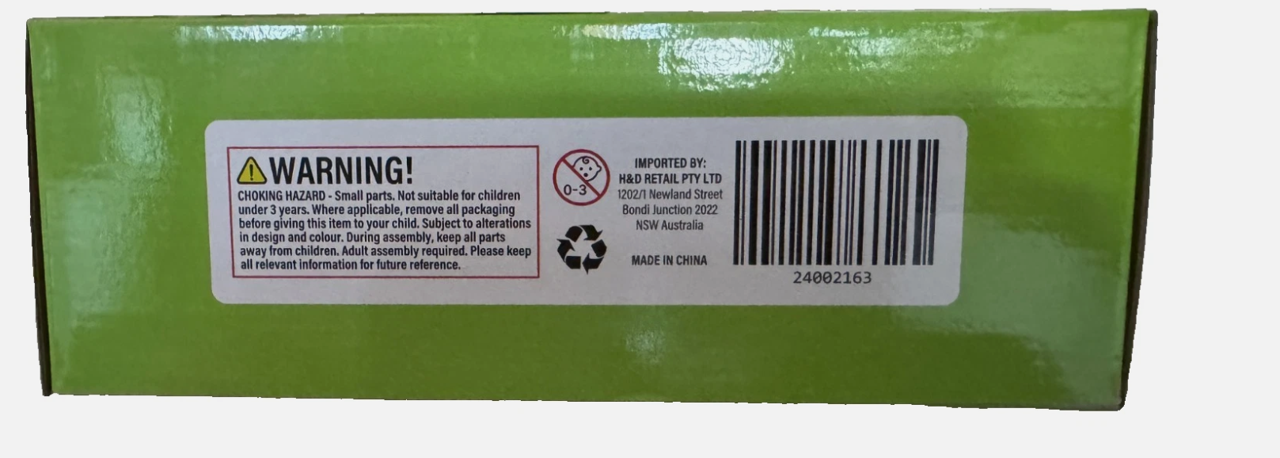 WARNING!
CHOKING HAZARD - Small parts. Not suitable for children
under 3 years. Where applicable, remove all packaging
before giving this item to your child. Subject to alterations
in design and colour. During assembly, keep all parts
away from children. Adult assembly required. Please keep
all relevant information for future reference.
0-3
IMPORTED BY:
H&D RETAIL PTY LTD
1202/1 Newland Street
Bondi Junction 2022
NSW Australia
MADE IN CHINA
24002163